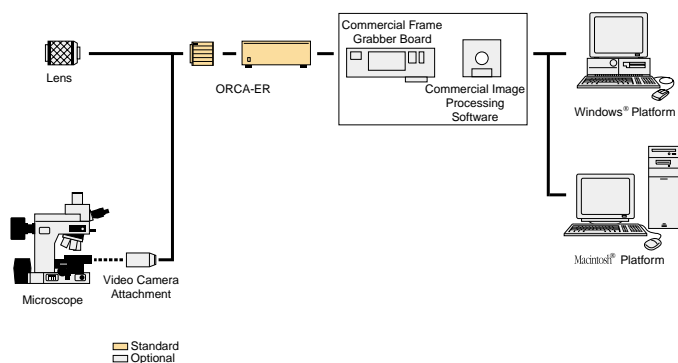 Commercial Frame
Grabber Board
Lens
ORCA-ER
Commercial Image
Processing
Software
Windows® Platform
Macintosh® Platform
Video Camera
Attachment
Microscope
Standard
Optional